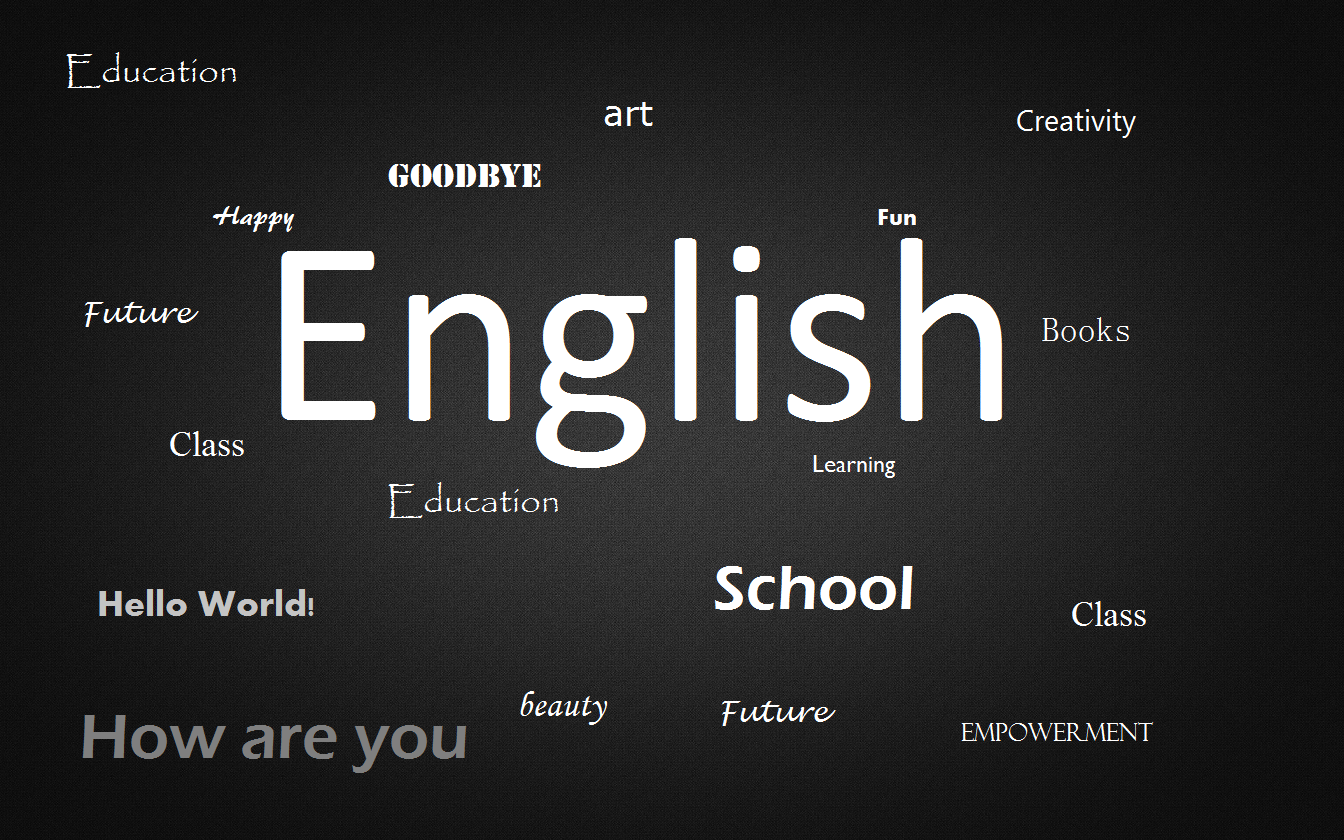 Education
art
Creativity
GOODBYE
Happy
Fun
English
Future
Books
Class
Learning
Education
School
Hello World!
Class
beauty
Future
How are you
EMPOWERMENT